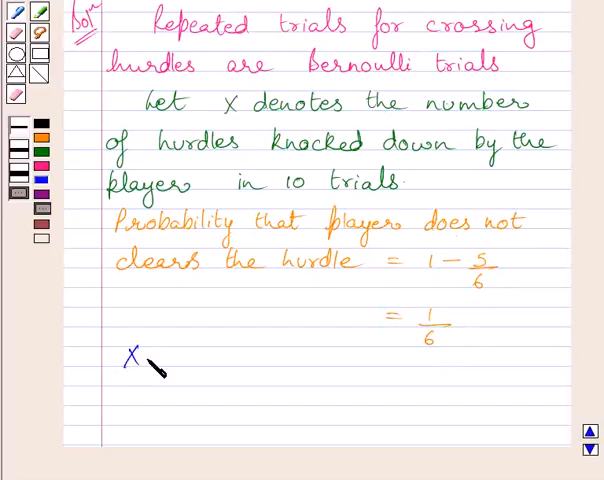 Soln Repeated trials for crossing
hurdles are Bernoulli trials
Let X denotes the number
of hurdles knocked down by the
player in 10 trials.
Probability that player does not
clears the hurdle = 1 - 5/6
= 1/6
X